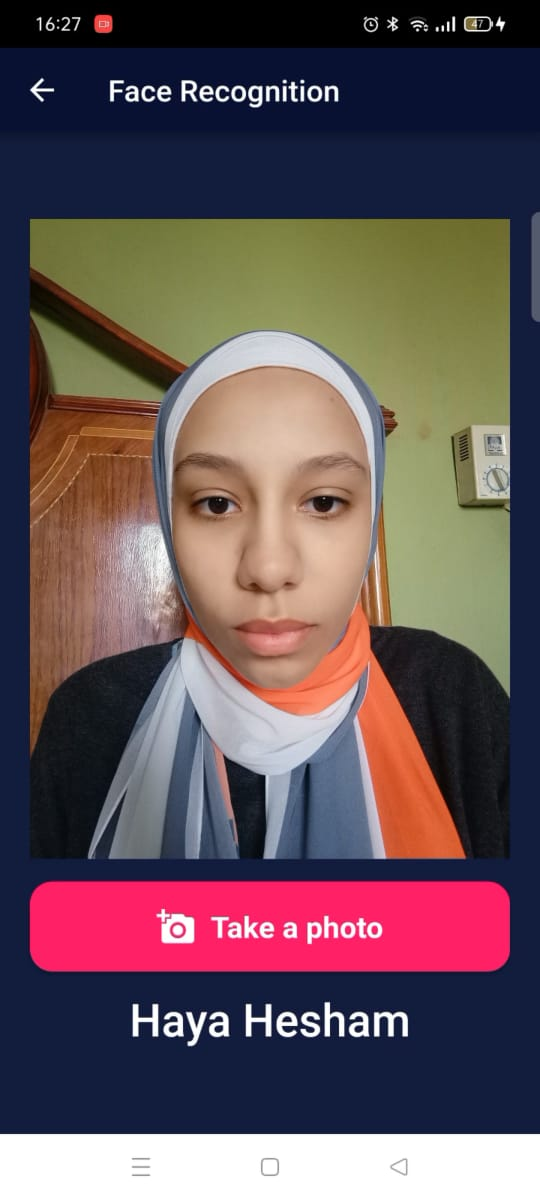 16:27
47
Face Recognition
Take a photo
Haya Hesham